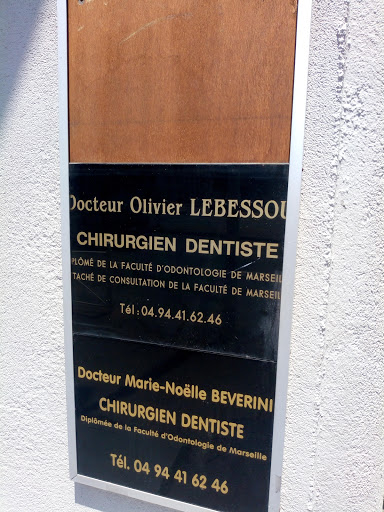 Docteur Olivier LEBESSOU
CHIRURGIEN DENTISTE
PLÔMÉ DE LA FACULTÉ D'ODONTOLOGIE DE MARSEIL
TACHÉ DE CONSULTATION DE LA FACULTÉ DE MARSEIL
Tél : 04.94.41.62.46
Docteur Marie-Noëlle BEVERINI
CHIRURGIEN DENTISTE
Diplômée de la Faculté d'Odontologie de Marseille
Tél. 04 94 41 62 46